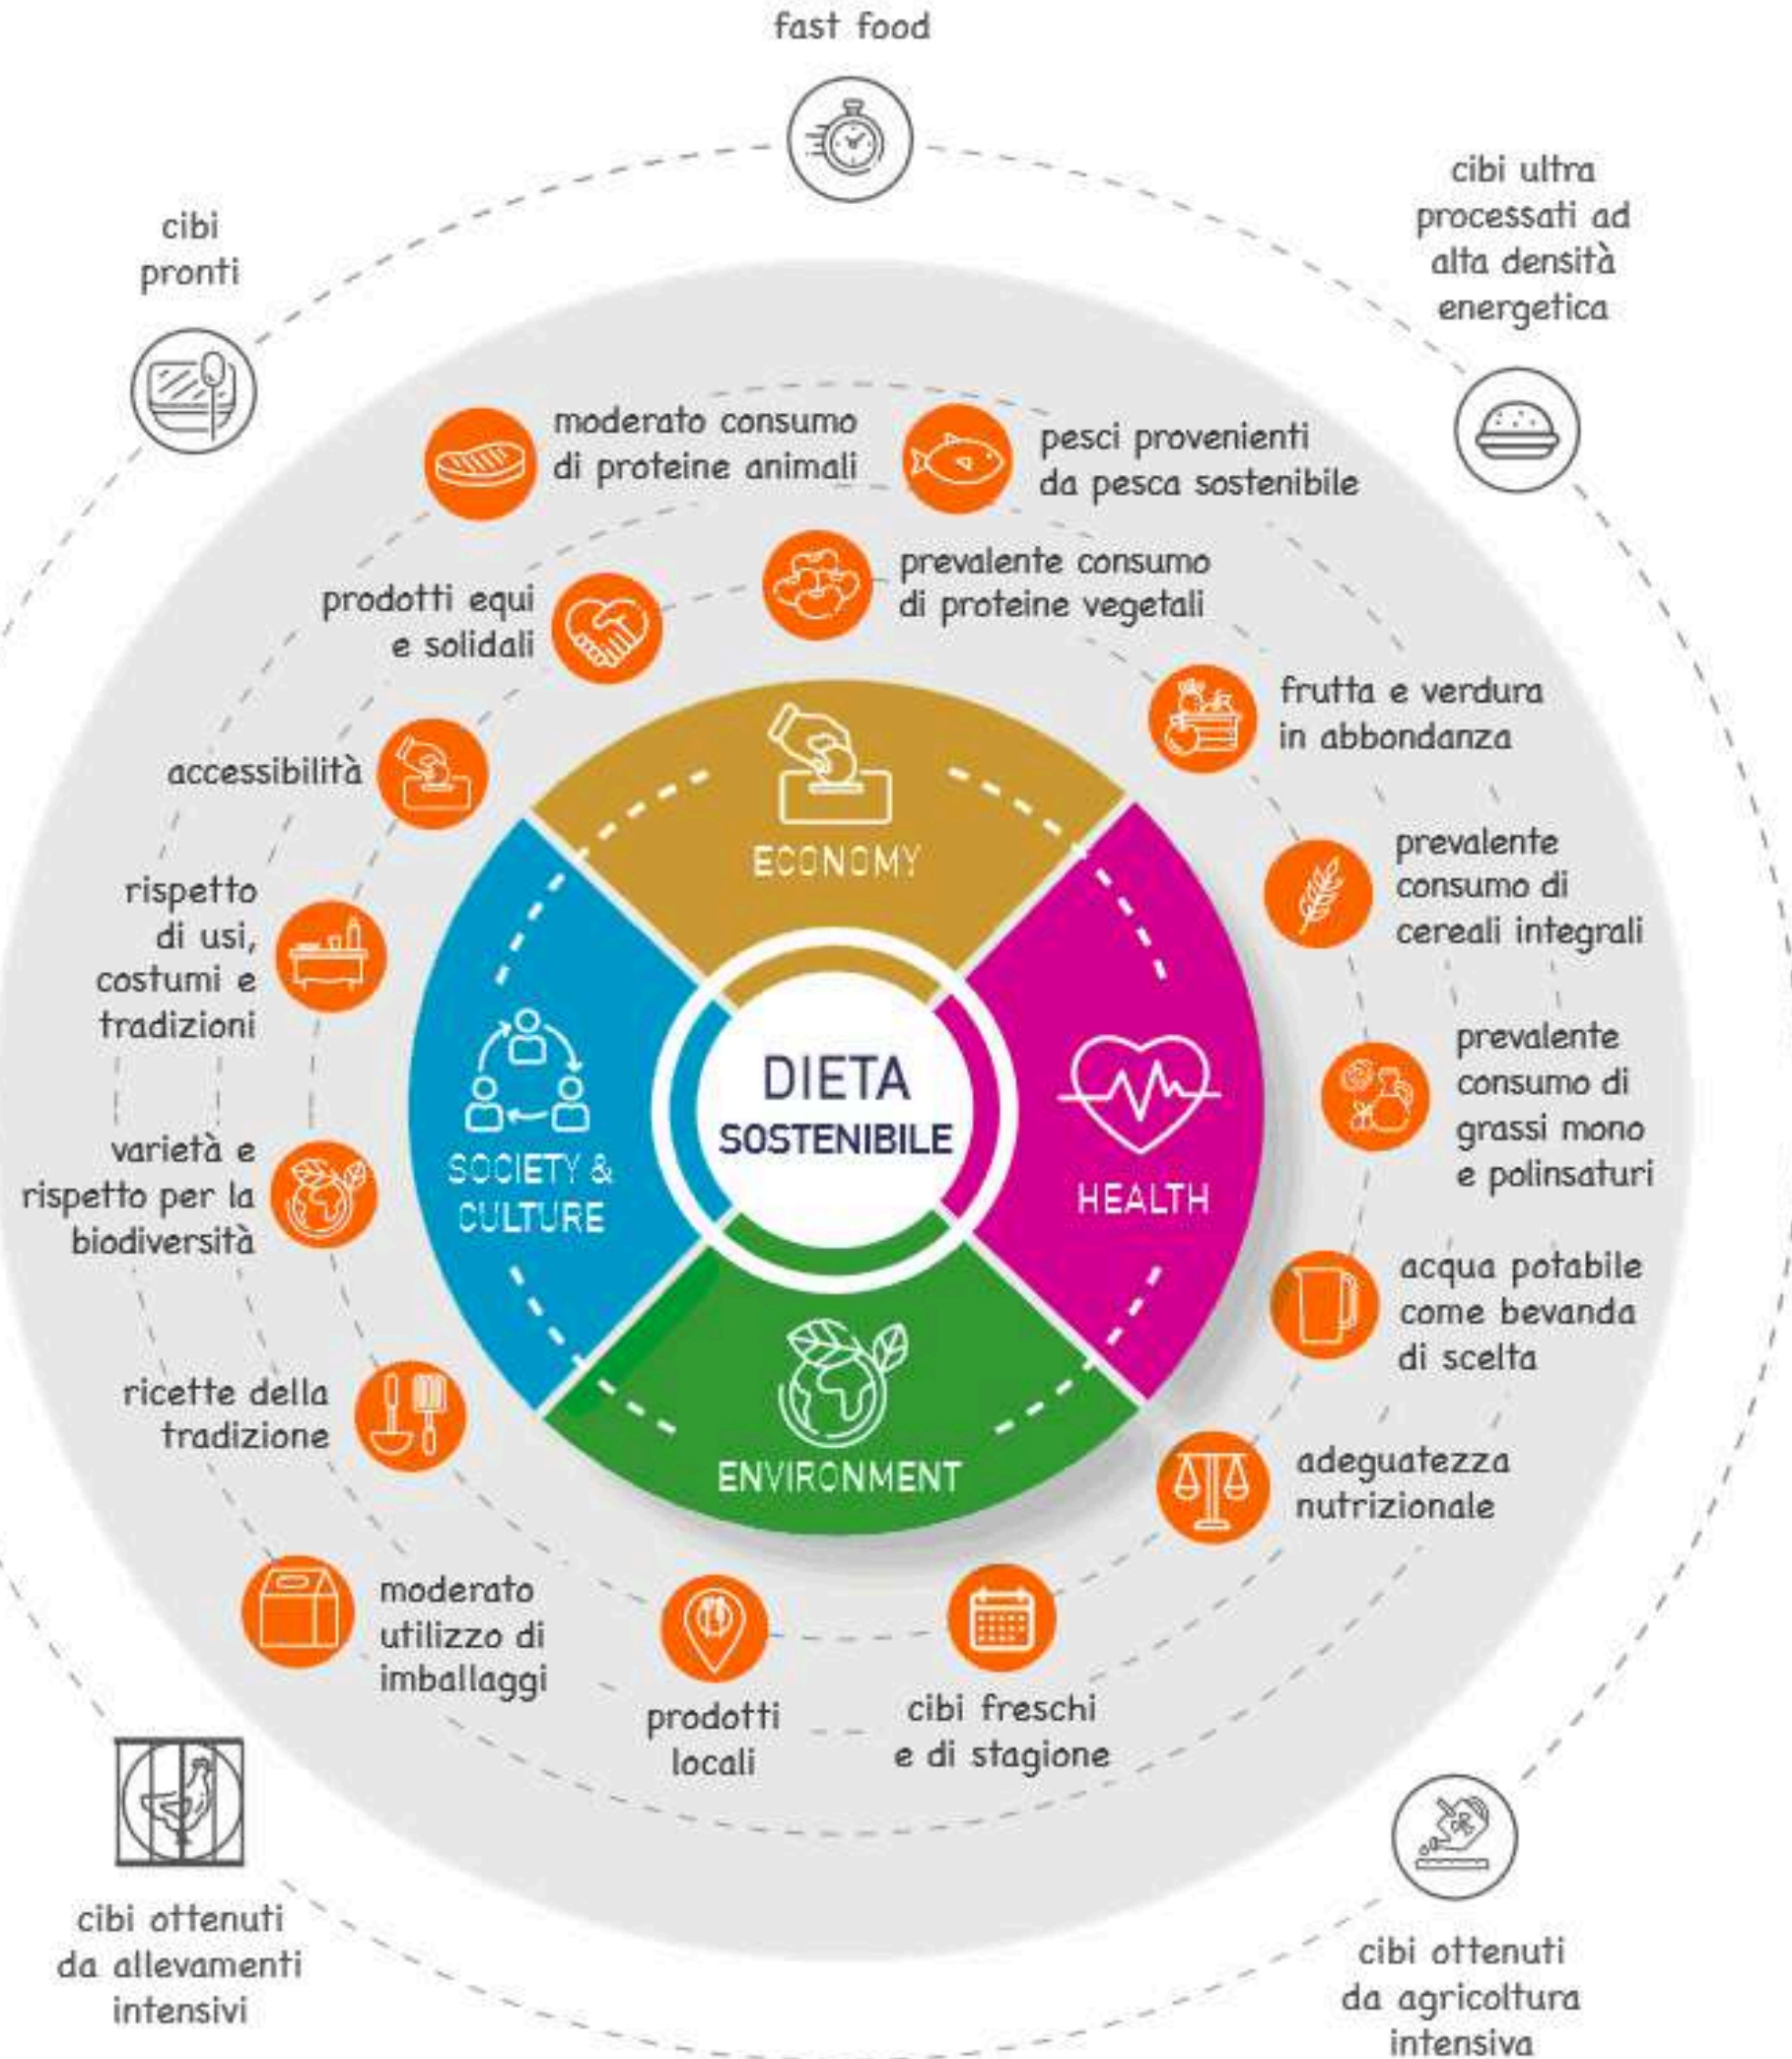 fast food
cibi
pronti
cibi ultra
processati ad
alta densità
energetica
moderato consumo
di proteine animali
pesci provenienti
da pesca sostenibile
prodotti equi
e solidali
prevalente consumo
di proteine vegetali
accessibilità
frutta e verdura
in abbondanza
rispetto
di usi,
costumi e
tradizioni
prevalente
consumo di
cereali integrali
ECONOMY
SOCIETY &
CULTURE
DIETA
SOSTENIBILE
HEALTH
ENVIRONMENT
prevalente
consumo di
grassi mono
e polinsaturi
varietà e
rispetto per la
biodiversità
acqua potabile
come bevanda
di scelta
ricette della
tradizione
adeguatezza
nutrizionale
moderato
utilizzo di
imballaggi
prodotti
locali
cibi freschi
e di stagione
cibi ottenuti
da allevamenti
intensivi
cibi ottenuti
da agricoltura
intensiva